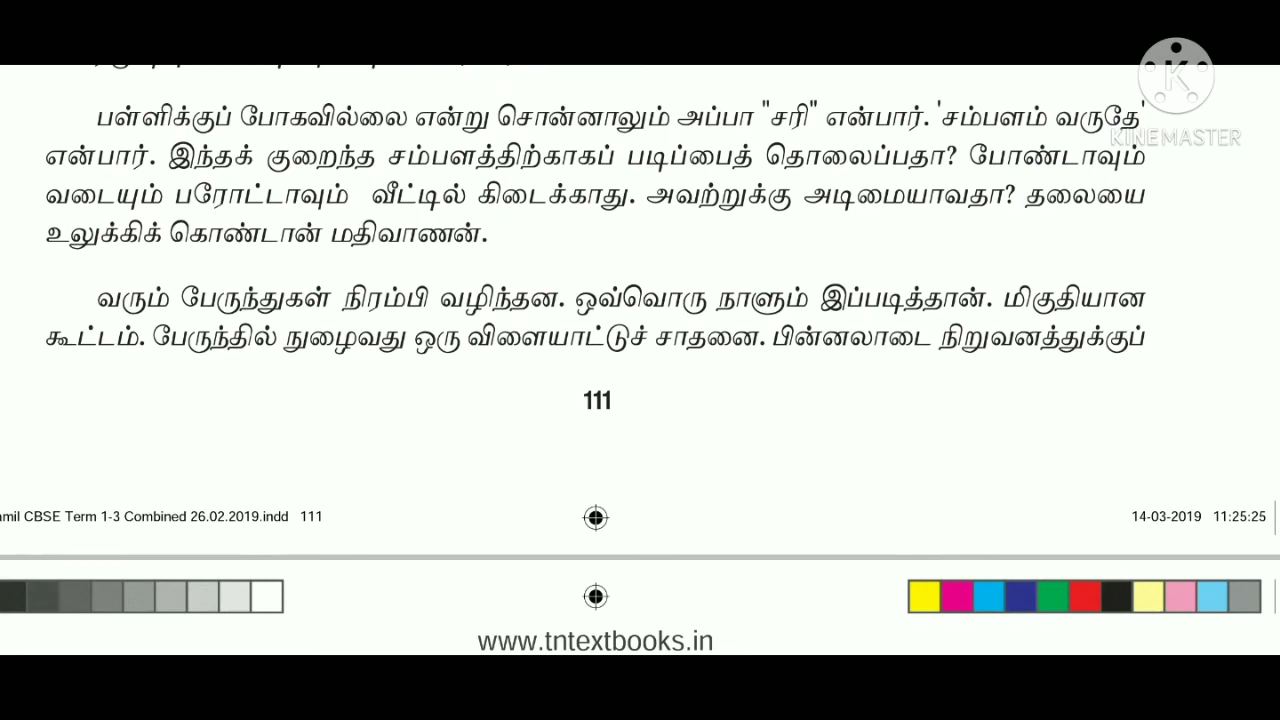 பள்ளிக்குப் போகவில்லை என்று சொன்னாலும் அப்பா "சரி" என்பார். 'சம்பளம் வருதே'
என்பார். இந்தக் குறைந்த சம்பளத்திற்காகப் படிப்பைத் தொலைப்பதா? போண்டாவும்
வடையும் பரோட்டாவும் வீட்டில் கிடைக்காது. அவற்றுக்கு அடிமையாவதா? தலையை
உலுக்கிக் கொண்டான் மதிவாணன்.
வரும் பேருந்துகள் நிரம்பி வழிந்தன. ஒவ்வொரு நாளும் இப்படித்தான். மிகுதியான
கூட்டம். பேருந்தில் நுழைவது ஒரு விளையாட்டுச் சாதனை. பின்னலாடை நிறுவனத்துக்குப்
111
amil CBSE Term 1-3 Combined 26.02.2019.indd 111
14-03-2019 11:25:25
www.tntextbooks.in
K
KINEMASTER